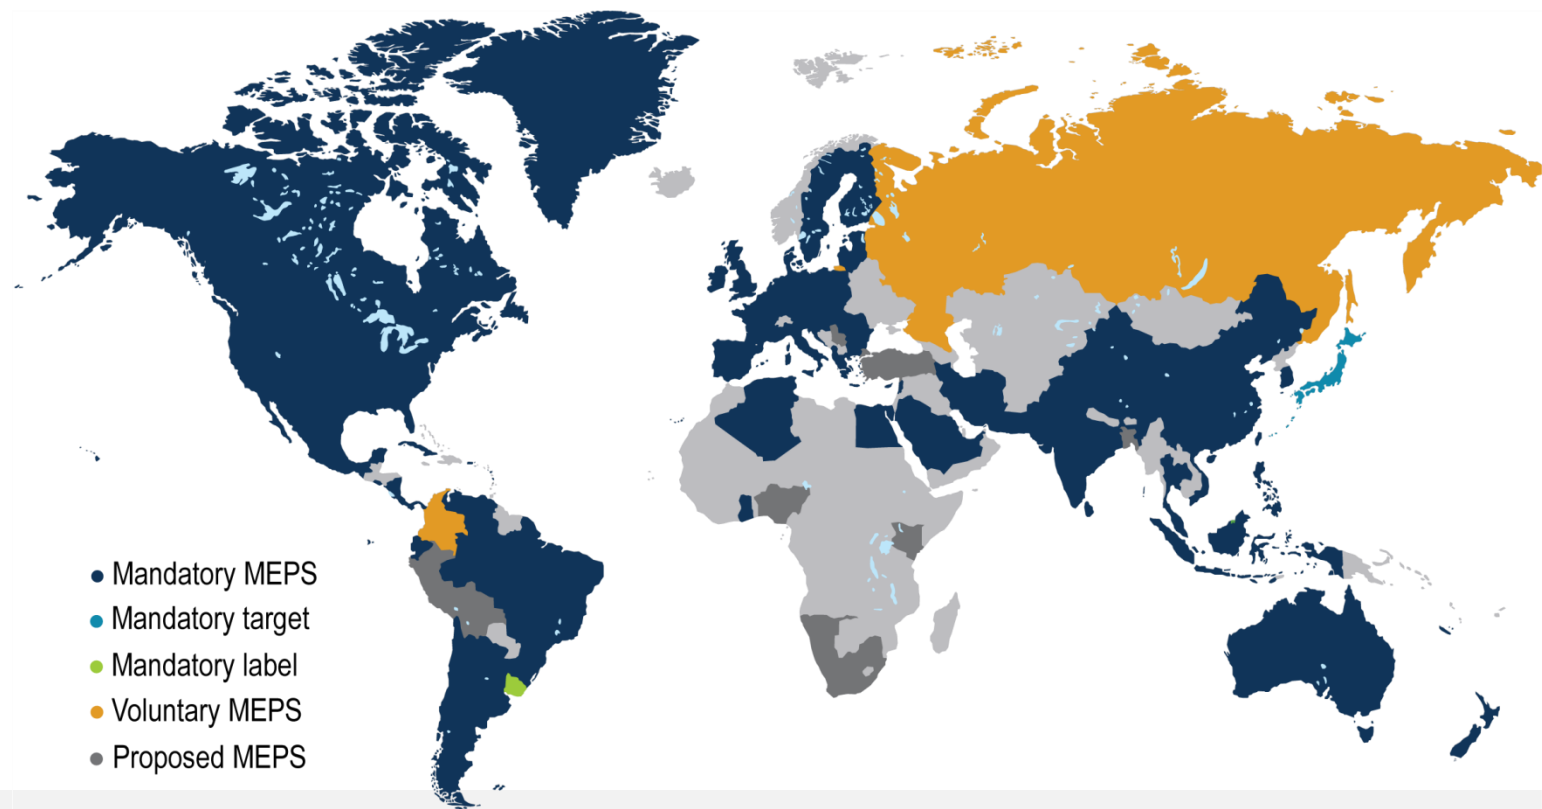 Mandatory MEPS
Mandatory target
Mandatory label
Voluntary MEPS
Proposed MEPS